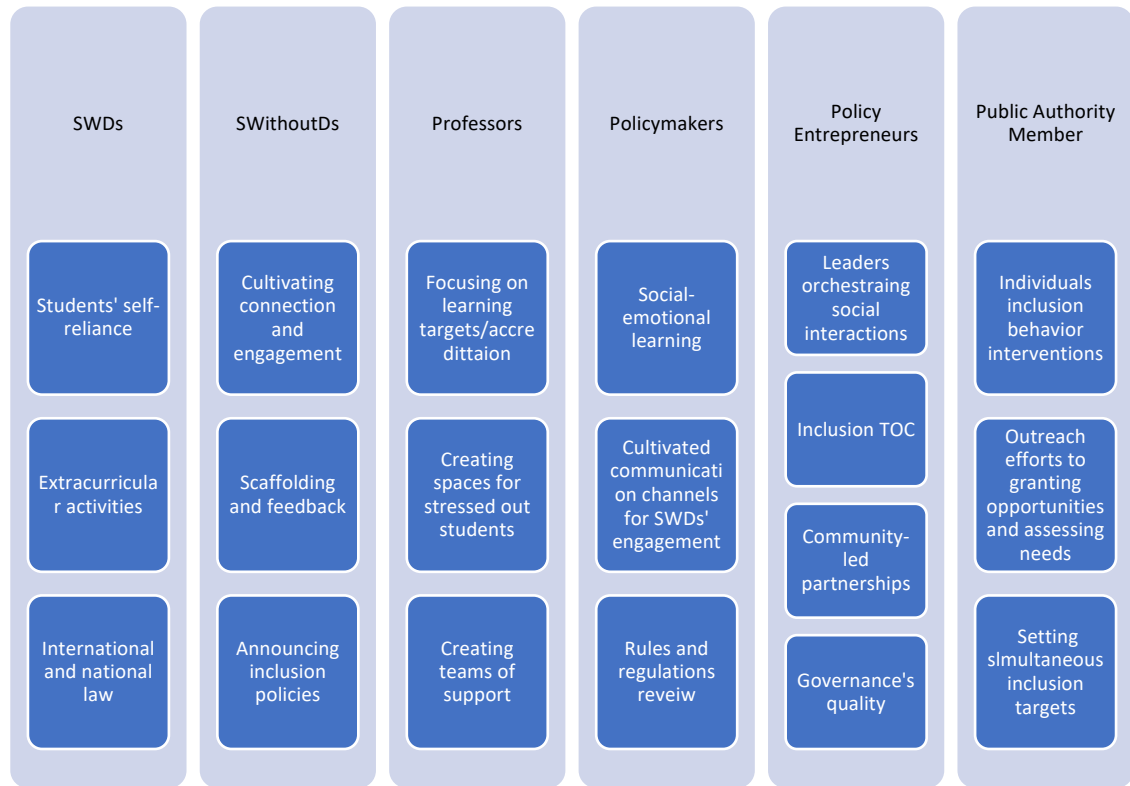 SWDs
Students' self-
reliance
Extracurricula
r activities
International
and national
law
SWithoutDs
Cultivating
connection
and
engagement
Scaffolding
and feedback
Announcing
inclusion
policies
Professors
Focusing on
learning
targets/accre
dittaion
Creating
spaces for
stressed out
students
Creating
teams of
support
Policymakers
Social-
emotional
learning
Cultivated
communicati
on channels
for SWDs'
engagement
Rules and
regulations
reveiw
Policy
Entrepreneurs
Leaders
orchestraing
social
interactions
Inclusion TOC
Community-
led
partnerships
Governance's
quality
Public Authority
Member
Individuals
inclusion
behavior
interventions
Outreach
efforts to
granting
opportunities
and assessing
needs
Setting
slmultaneous
inclusion
targets